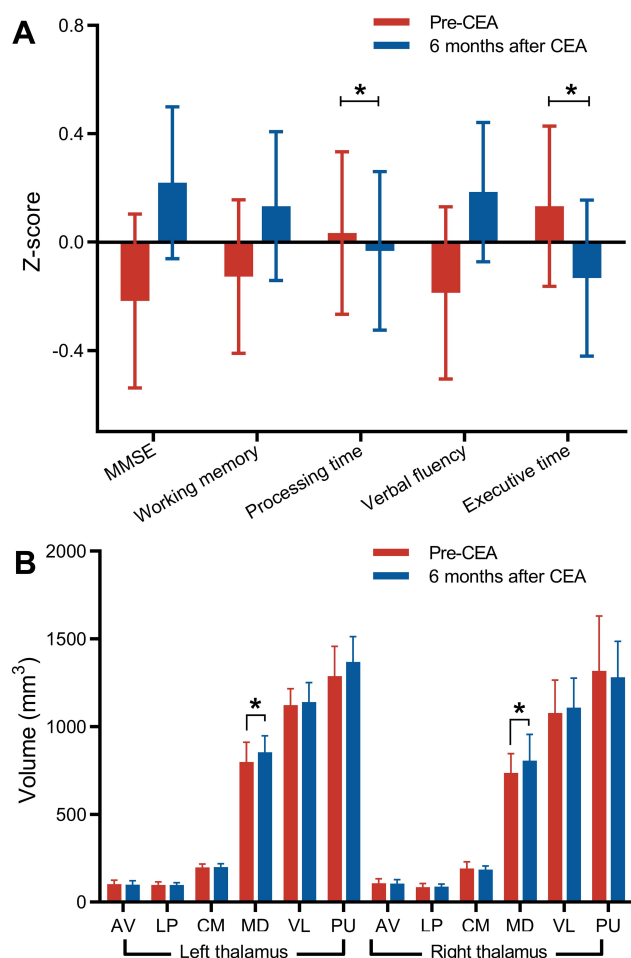 A
Pre-CEA
6 months after CEA
0.8
0.4
0.0
-0.4
Z-score
*
*
MMSE
Working memory
Processing time
Verbal fluency
Executive time
B
Pre-CEA
6 months after CEA
2000
1500
1000
500
0
Volume (mm³)
*
*
AV LP CM MD VL PU AV LP CM MD VL PU
Left thalamus Right thalamus